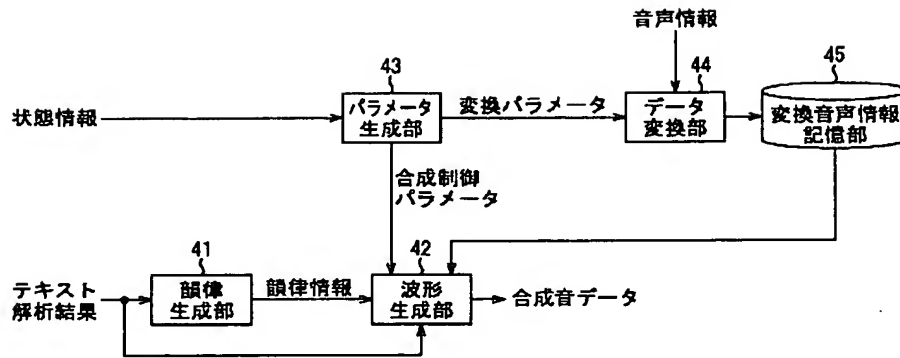 音声情報
43
44
45
状態情報
パラメータ
生成部
変換パラメータ
データ
変換部
変換音声情報
記憶部
合成制御
パラメータ
41
42
テキスト
解析結果
韻律
生成部
韻律情報
波形
生成部
合成音データ